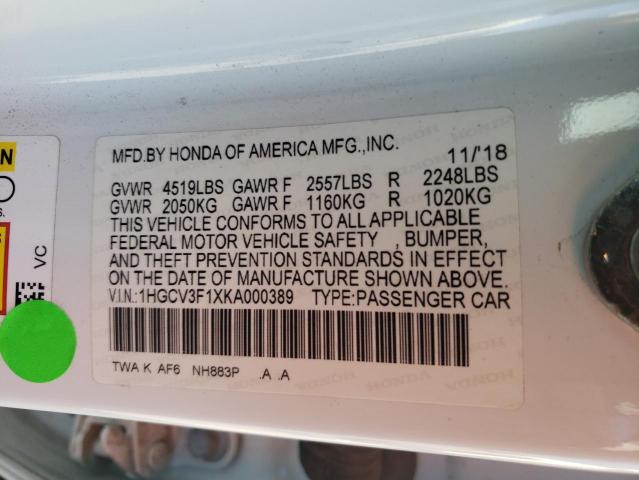 MFD.BY HONDA OF AMERICA MFG.,INC. 11/'18
GVWR 4519LBS GAWR F 2557LBS R 2248LBS
GVWR 2050KG GAWR F 1160KG R 1020KG
THIS VEHICLE CONFORMS TO ALL APPLICABLE
FEDERAL MOTOR VEHICLE SAFETY , BUMPER,
AND THEFT PREVENTION STANDARDS IN EFFECT
ON THE DATE OF MANUFACTURE SHOWN ABOVE.
V.I.N.:1HGCV3F1XKA000389 TYPE:PASSENGER CAR
TWA K AF6 NH883P .A .A
VC